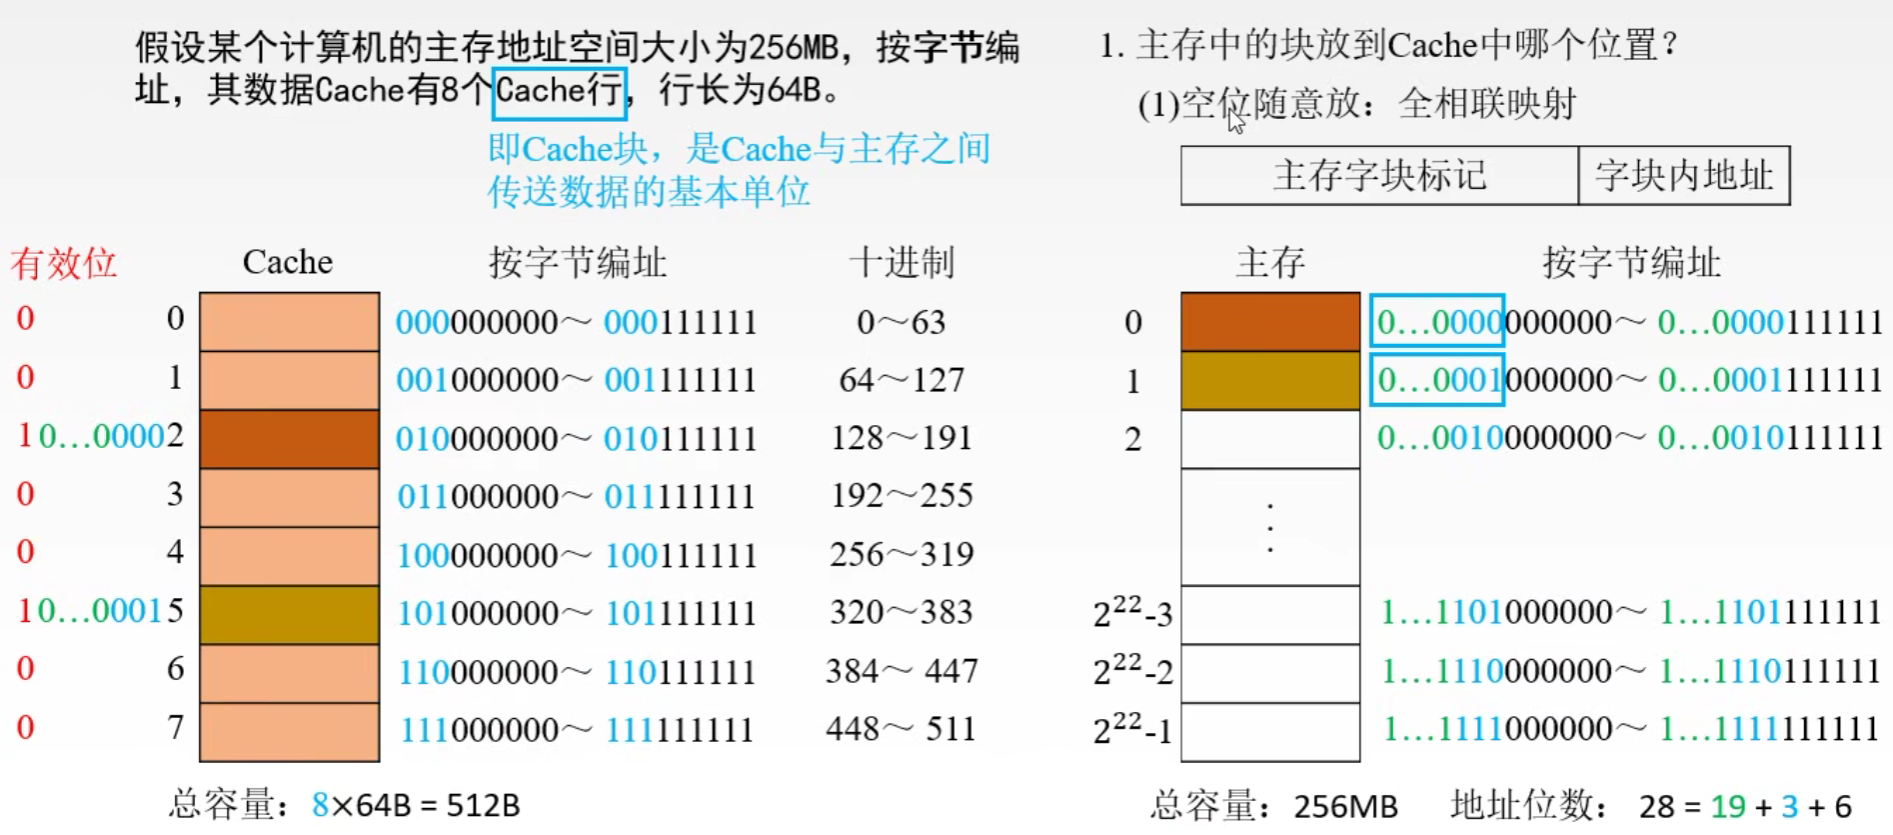 假设某个计算机的主存地址空间大小为256MB，按字节编
址，其数据Cache有8个Cache行，行长为64B。
即Cache块，是Cache与主存之间
传送数据的基本单位
1. 主存中的块放到Cache中哪个位置？
(1)空位随意放：全相联映射
主存字块标记 字块内地址
有效位 Cache 按字节编址 十进制
0 0 000000000～ 000111111 0～63
0 1 001000000～ 001111111 64～127
1 0…0000 2 010000000～ 010111111 128～191
0 3 011000000～ 011111111 192～255
0 4 100000000～ 100111111 256～319
1 0…0001 5 101000000～ 101111111 320～383
0 6 110000000～ 110111111 384～ 447
0 7 111000000～ 111111111 448～ 511
总容量：8×64B = 512B
主存 按字节编址
0 0…0000000000～ 0…0000111111
1 0…0001000000～ 0…0001111111
2 0…0010000000～ 0…0010111111
⋮
2²²-3 1…1101000000～ 1…1101111111
2²²-2 1…1110000000～ 1…1110111111
2²²-1 1…1111000000～ 1…1111111111
总容量：256MB 地址位数： 28 = 19 + 3 + 6